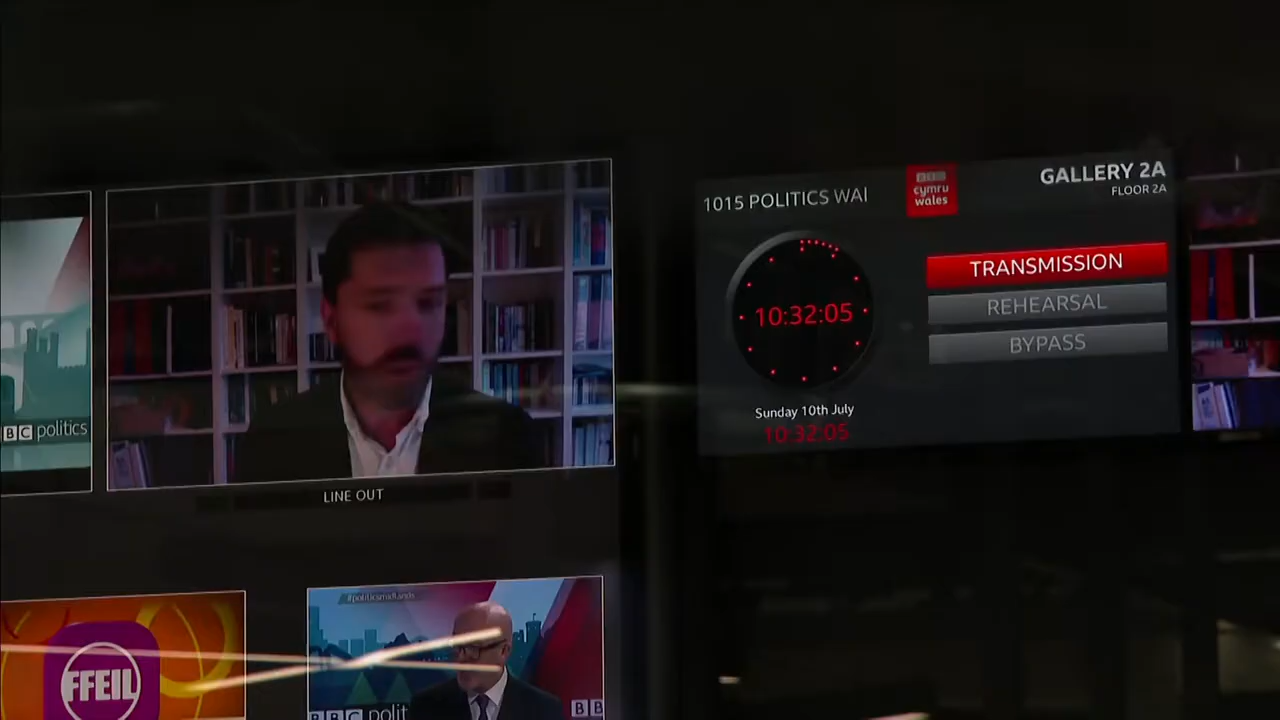 1015 POLITICS WAI
BBC
cymru
wales
GALLERY 2A
FLOOR 2A
TRANSMISSION
REHEARSAL
BYPASS
10:32:05
Sunday 10th July
10:32:05
BBC politics
LINE OUT
#politicsmidlands
FFEIL
BBC polit
BB